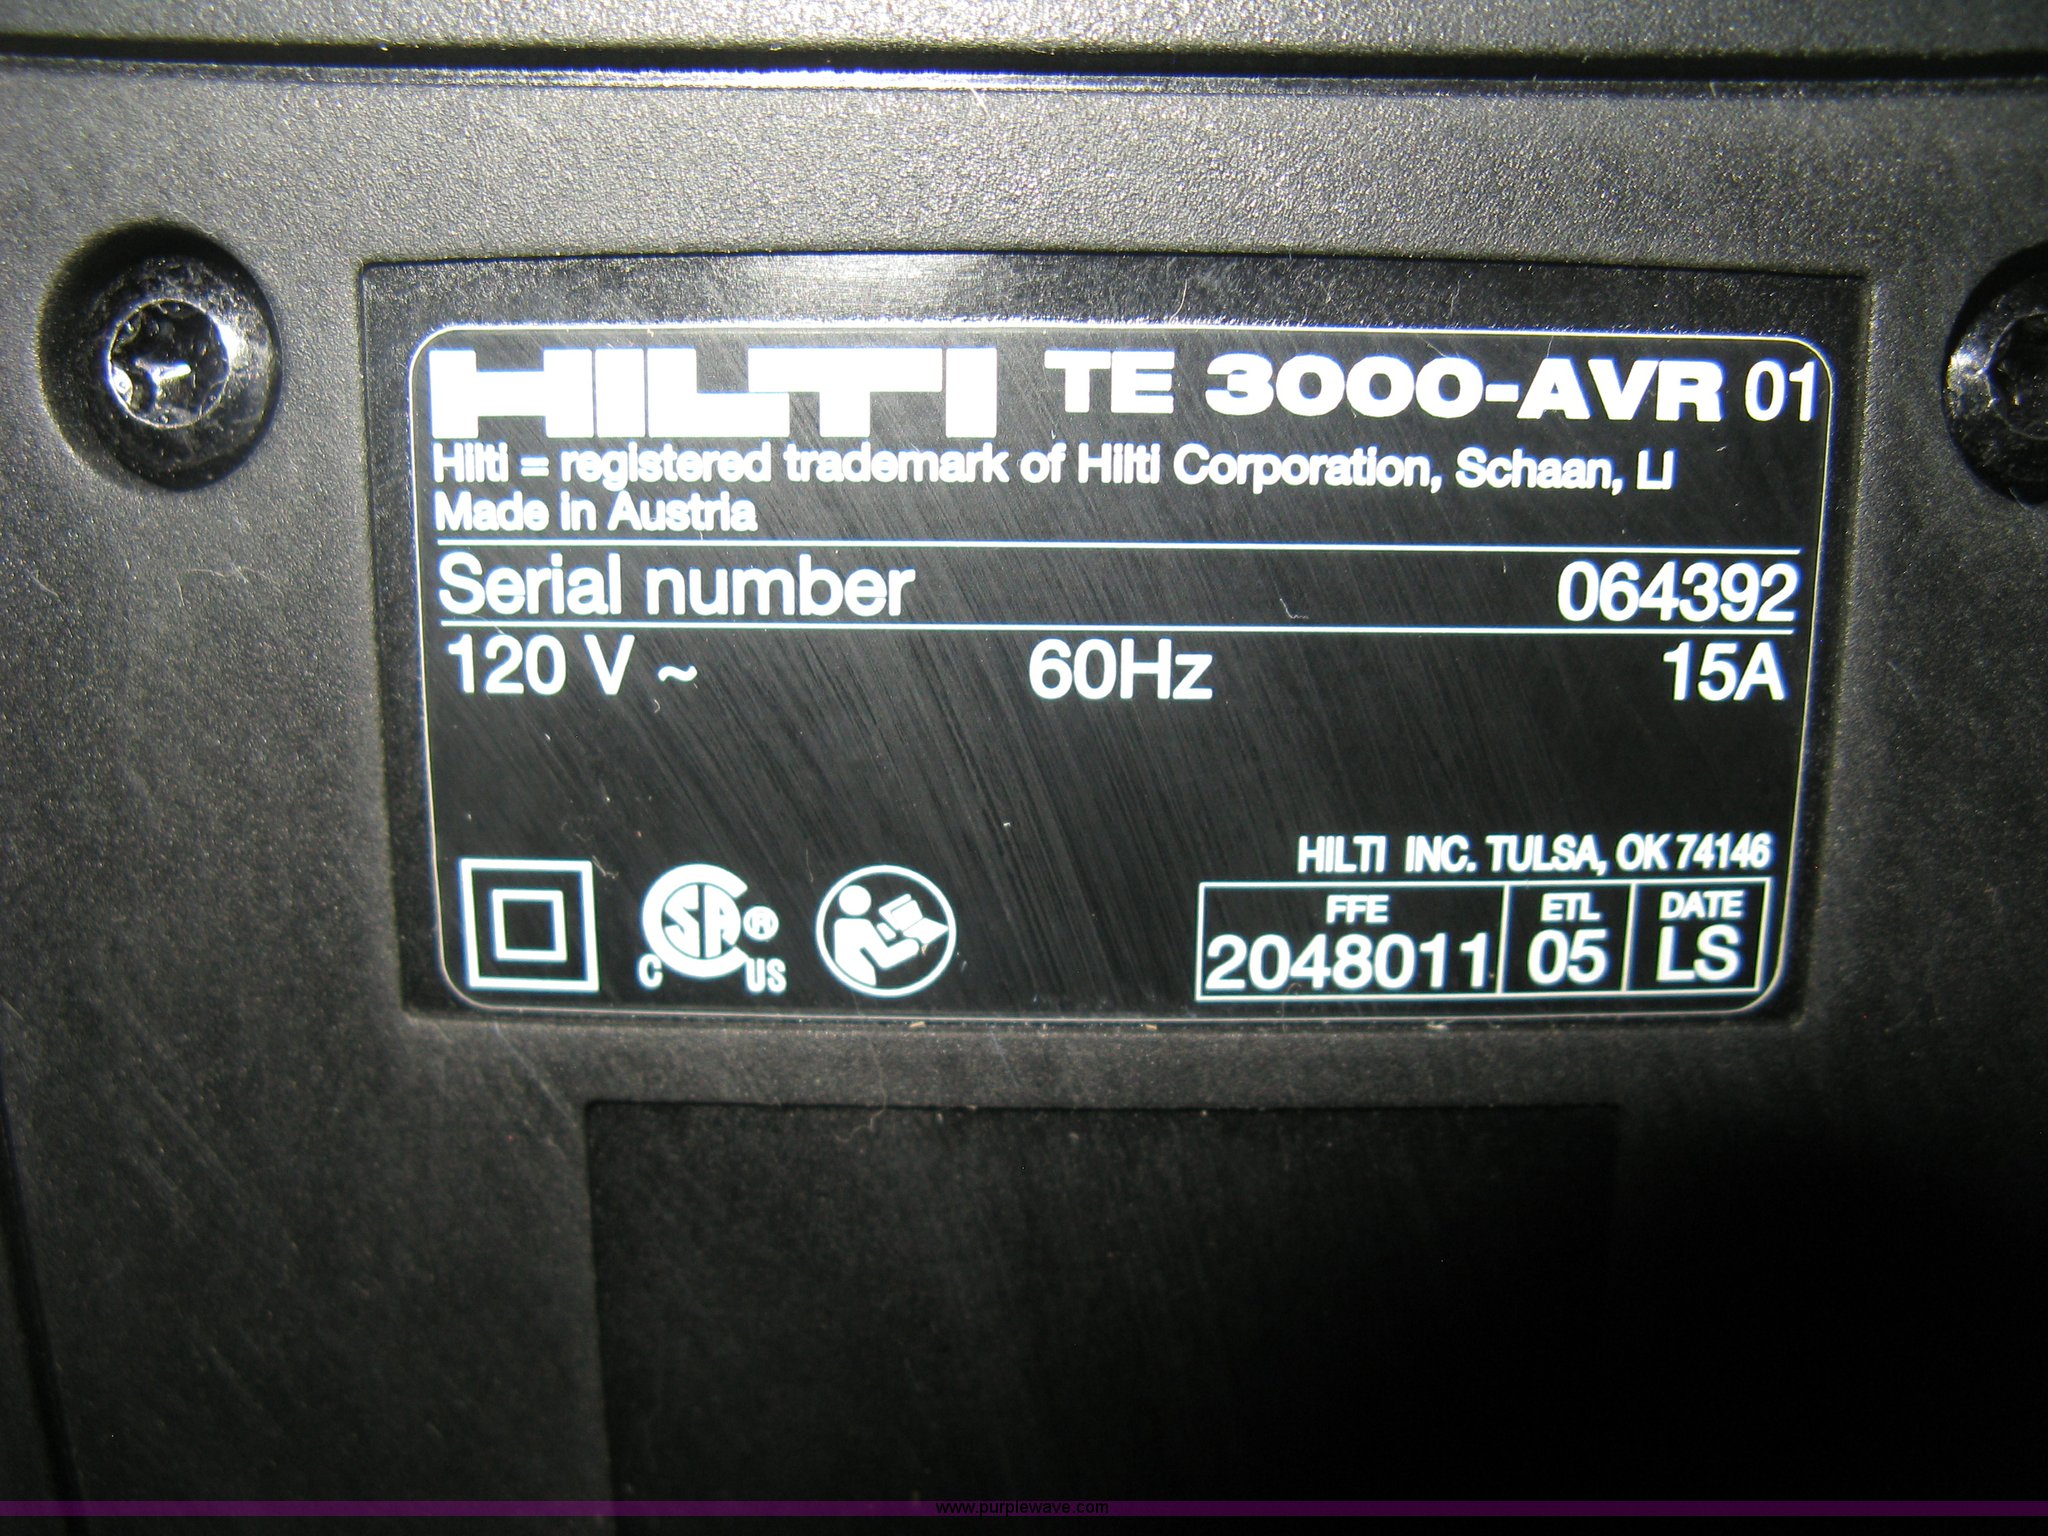 HILTI TE 3000-AVR 01
Hilti = registered trademark of Hilti Corporation, Schaan, LI
Made in Austria
Serial number 064392
120 V ~ 60Hz 15A
HILTI INC. TULSA, OK 74146
FFE ETL DATE
2048011 05 LS
C SA ® US
www.purplewave.com